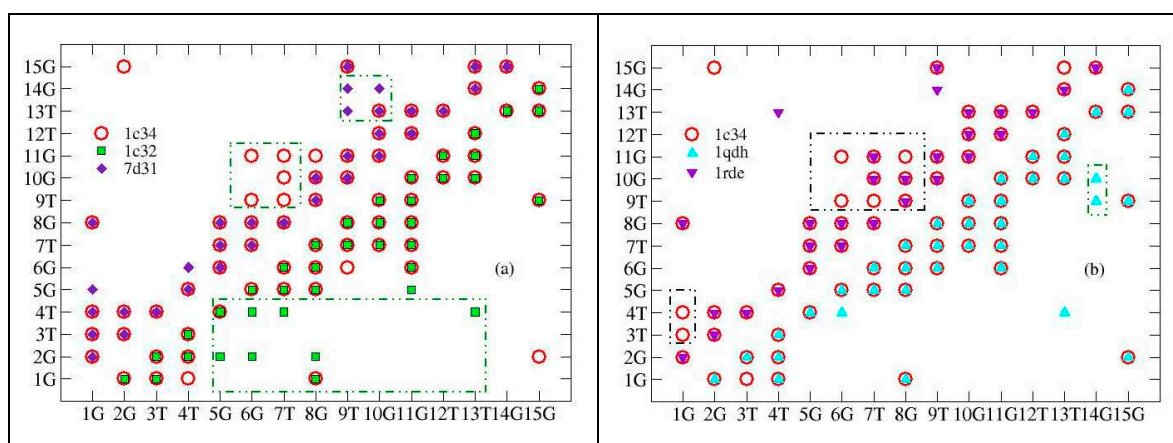 15G
14G
13T
12T
11G
10G
9T
8G
7T
6G
5G
4T
3T
2G
1G
1c34
1c32
7d31
(a)
1G 2G 3T 4T 5G 6G 7T 8G 9T 10G 11G 12T 13T 14G 15G
15G
14G
13T
12T
11G
10G
9T
8G
7T
6G
5G
4T
3T
2G
1G
1c34
1qdh
1rde
(b)
1G 2G 3T 4T 5G 6G 7T 8G 9T 10G 11G 12T 13T 14G 15G